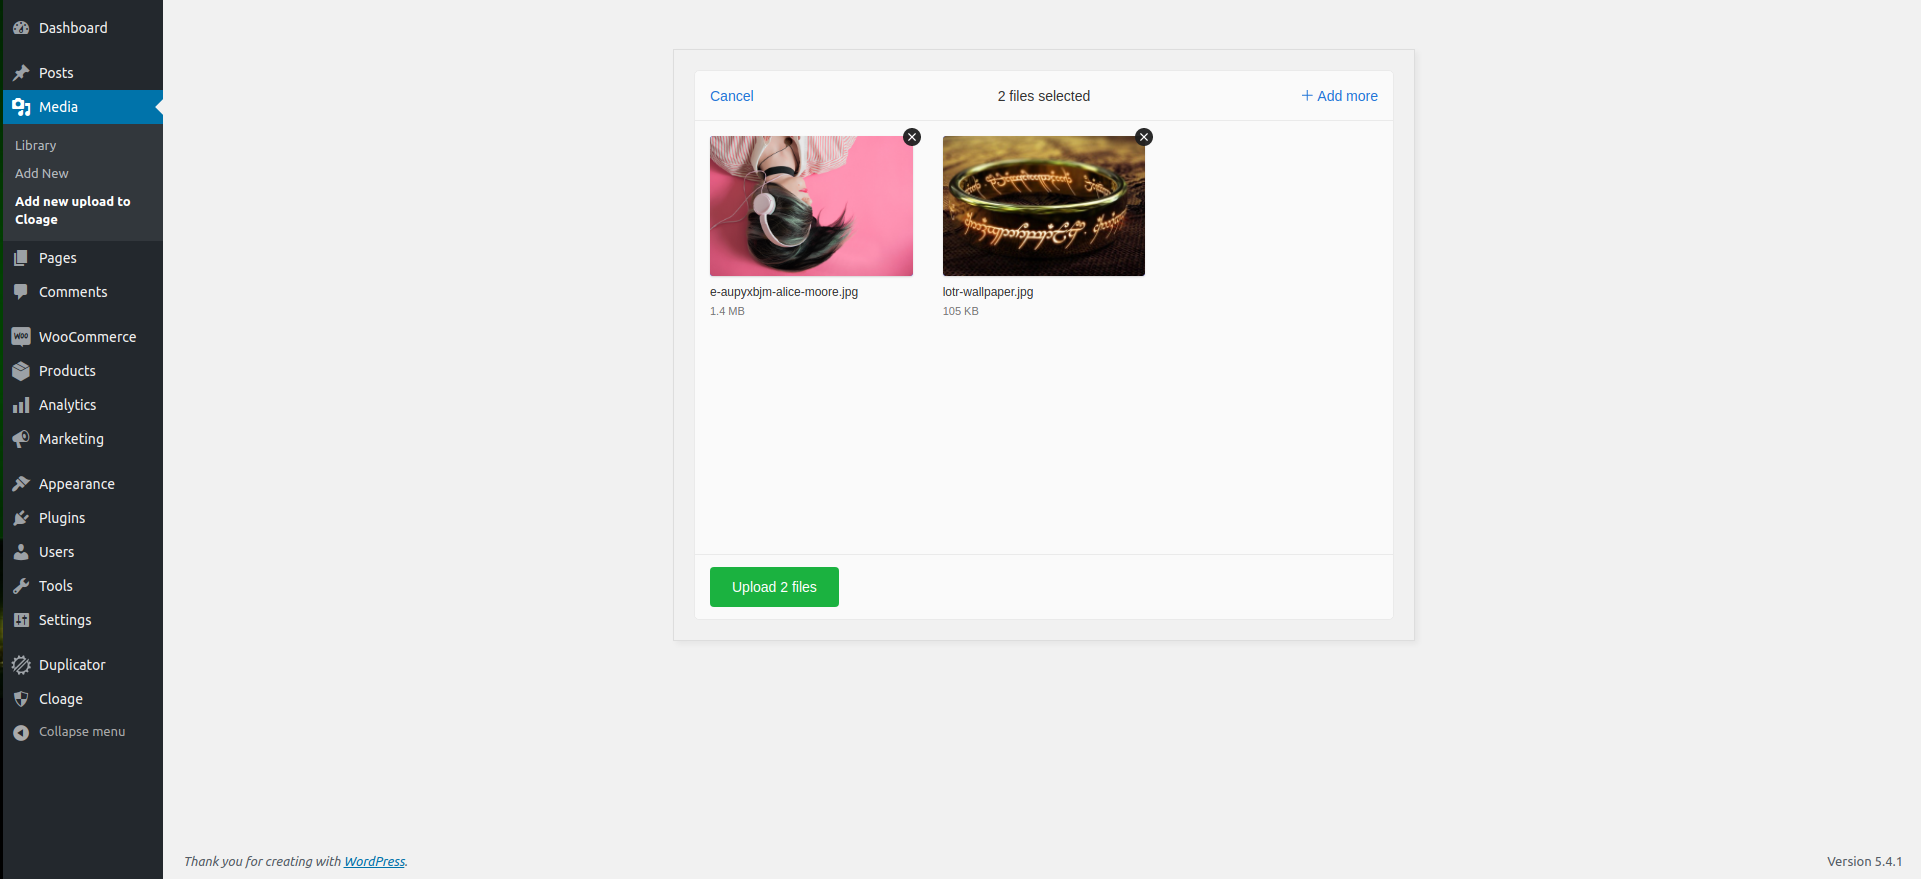 Dashboard
Posts
Media
Library
Add New
Add new upload to
Cloage
Pages
Comments
Woo WooCommerce
Products
Analytics
Marketing
Appearance
Plugins
Users
Tools
Settings
Duplicator
Cloage
Collapse menu
Cancel 2 files selected + Add more
e-aupyxbjm-alice-moore.jpg lotr-wallpaper.jpg
1.4 MB 105 KB
Upload 2 files
Thank you for creating with WordPress. Version 5.4.1